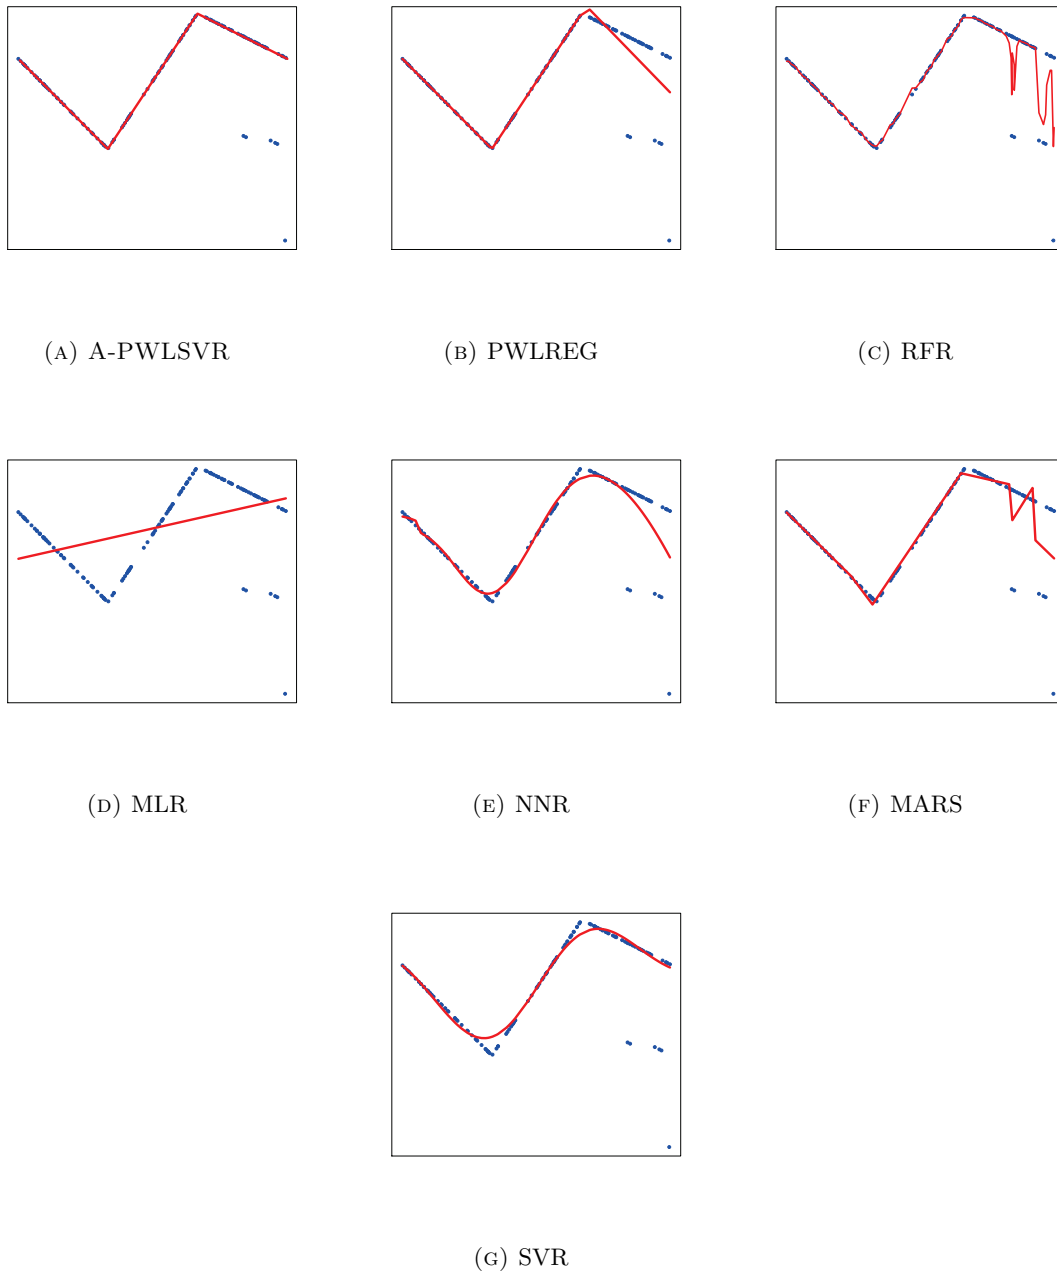 (A) A-PWLSVR
(B) PWLREG
(C) RFR
(D) MLR
(E) NNR
(F) MARS
(G) SVR